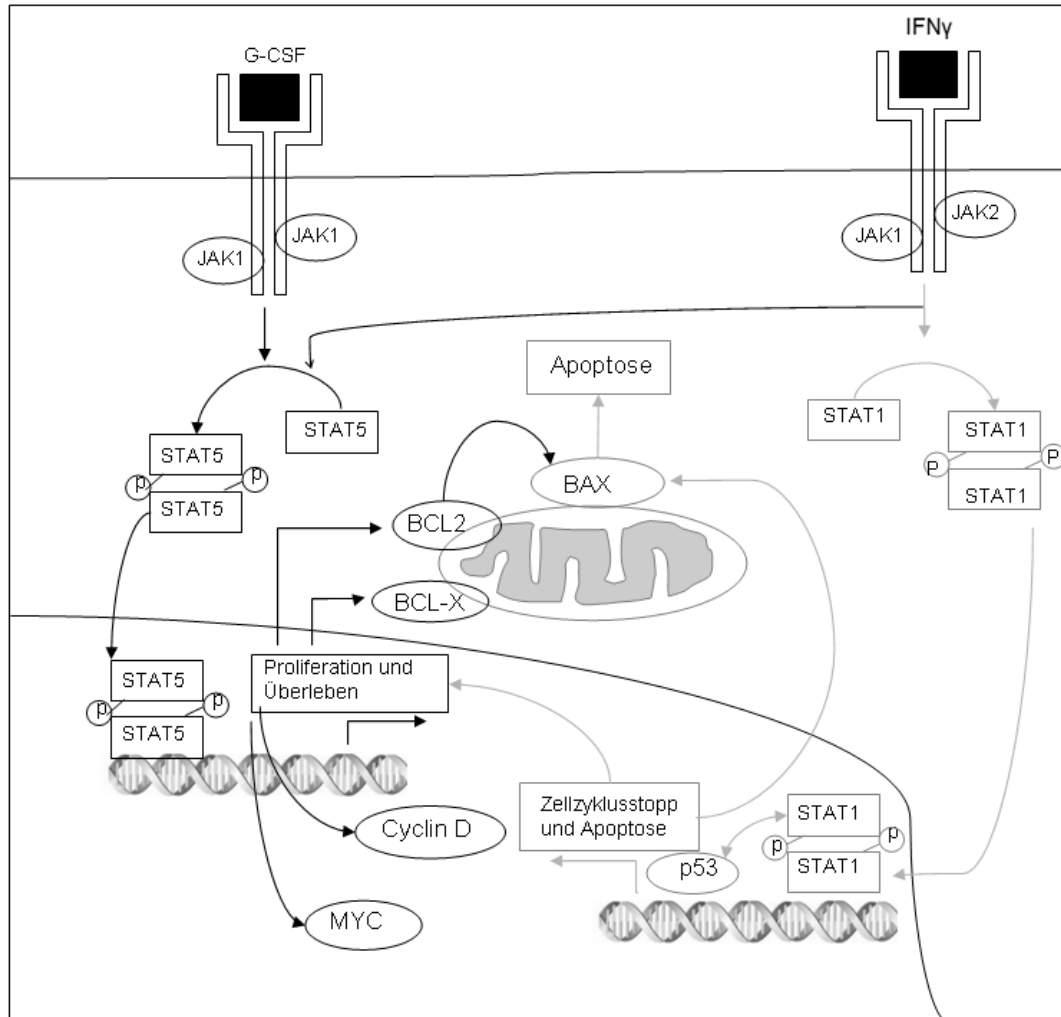 IFNγ
G-CSF
JAK1
JAK1
JAK1
JAK2
Apoptose
STAT5
STAT5
p
p
STAT5
STAT1
STAT1
P
P
STAT1
BAX
BCL2
BCL-X
Proliferation und
Überleben
STAT5
p
p
STAT5
Cyclin D
MYC
Zellzyklusstopp
und Apoptose
p53
STAT1
p
p
STAT1